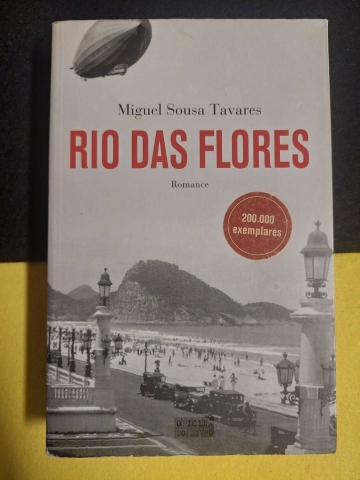 Miguel Sousa Tavares
RIO DAS FLORES
Romance
200.000
exemplares